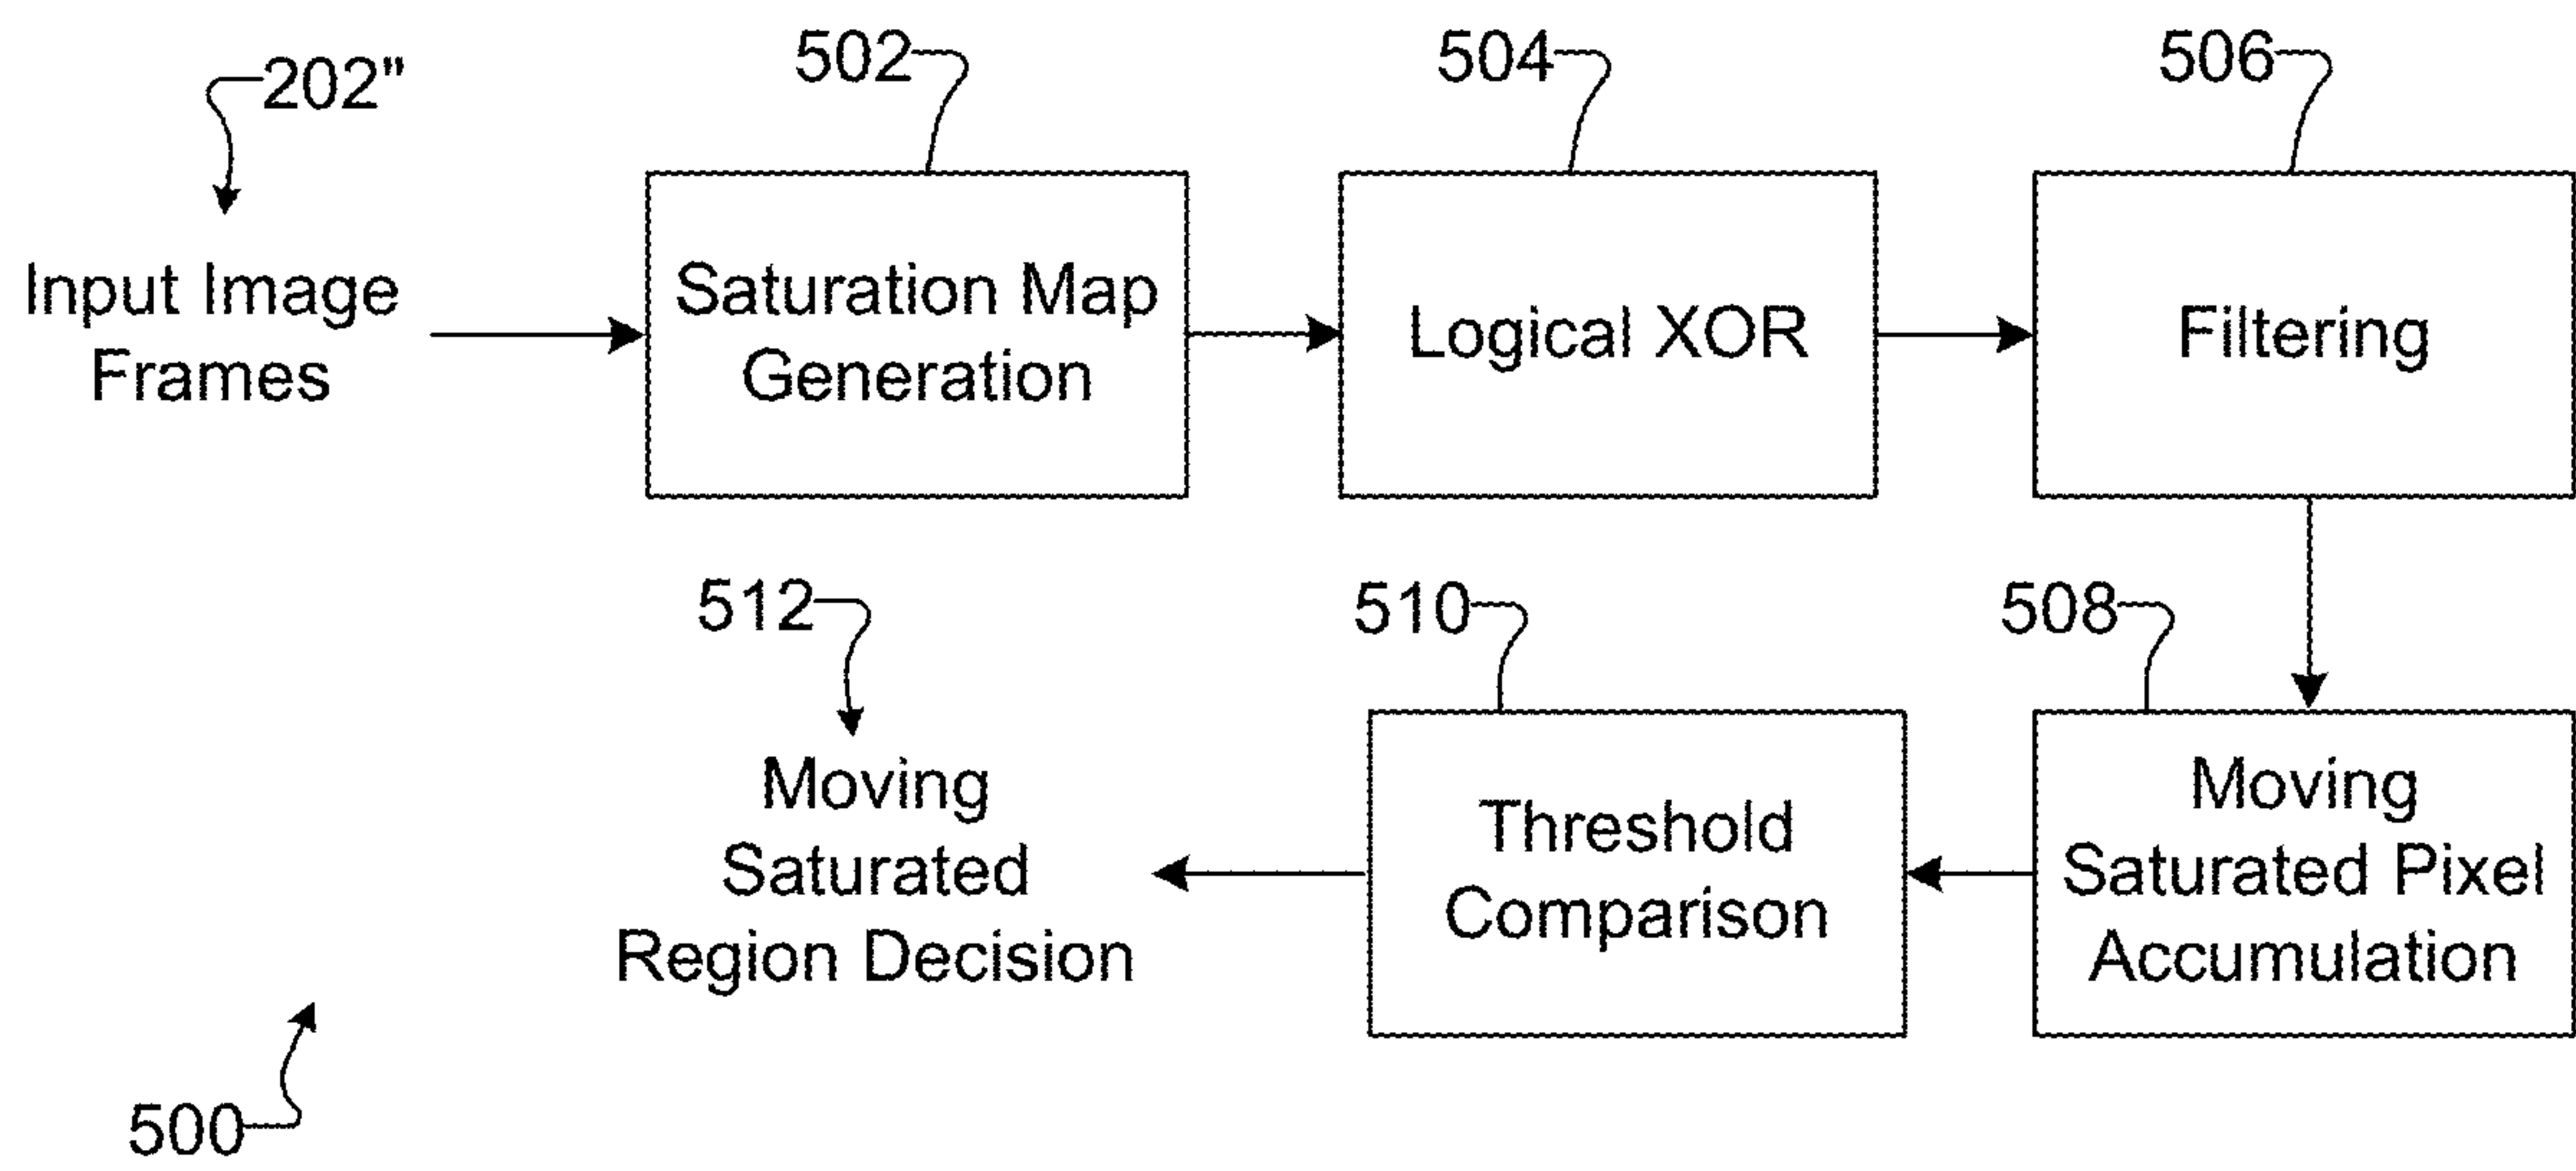 202"
502
504
506
Input Image
Frames
Saturation Map
Generation
Logical XOR
Filtering
512
510
508
Moving
Saturated
Region Decision
Threshold
Comparison
Moving
Saturated Pixel
Accumulation
500